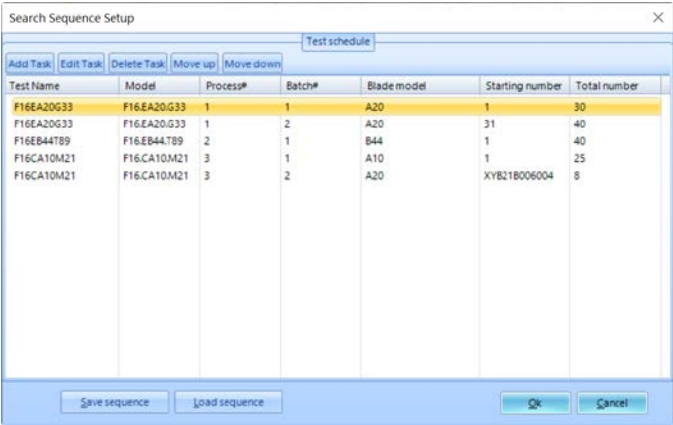 Search Sequence Setup
Test schedule
Add Task Edit Task Delete Task Move up Move down
Test Name Model Process# Batch# Blade model Starting number Total number
F16EA20G33 F16.EA20.G33 1 1 A20 1 30
F16EA20G33 F16.EA20.G33 1 2 A20 31 40
F16EB44T89 F16.EB44.T89 2 1 B44 1 40
F16CA10M21 F16.CA10.M21 3 1 A10 1 25
F16CA10M21 F16.CA10.M21 3 2 A20 XYB21B006004 8
Save sequence Load sequence Ok Cancel